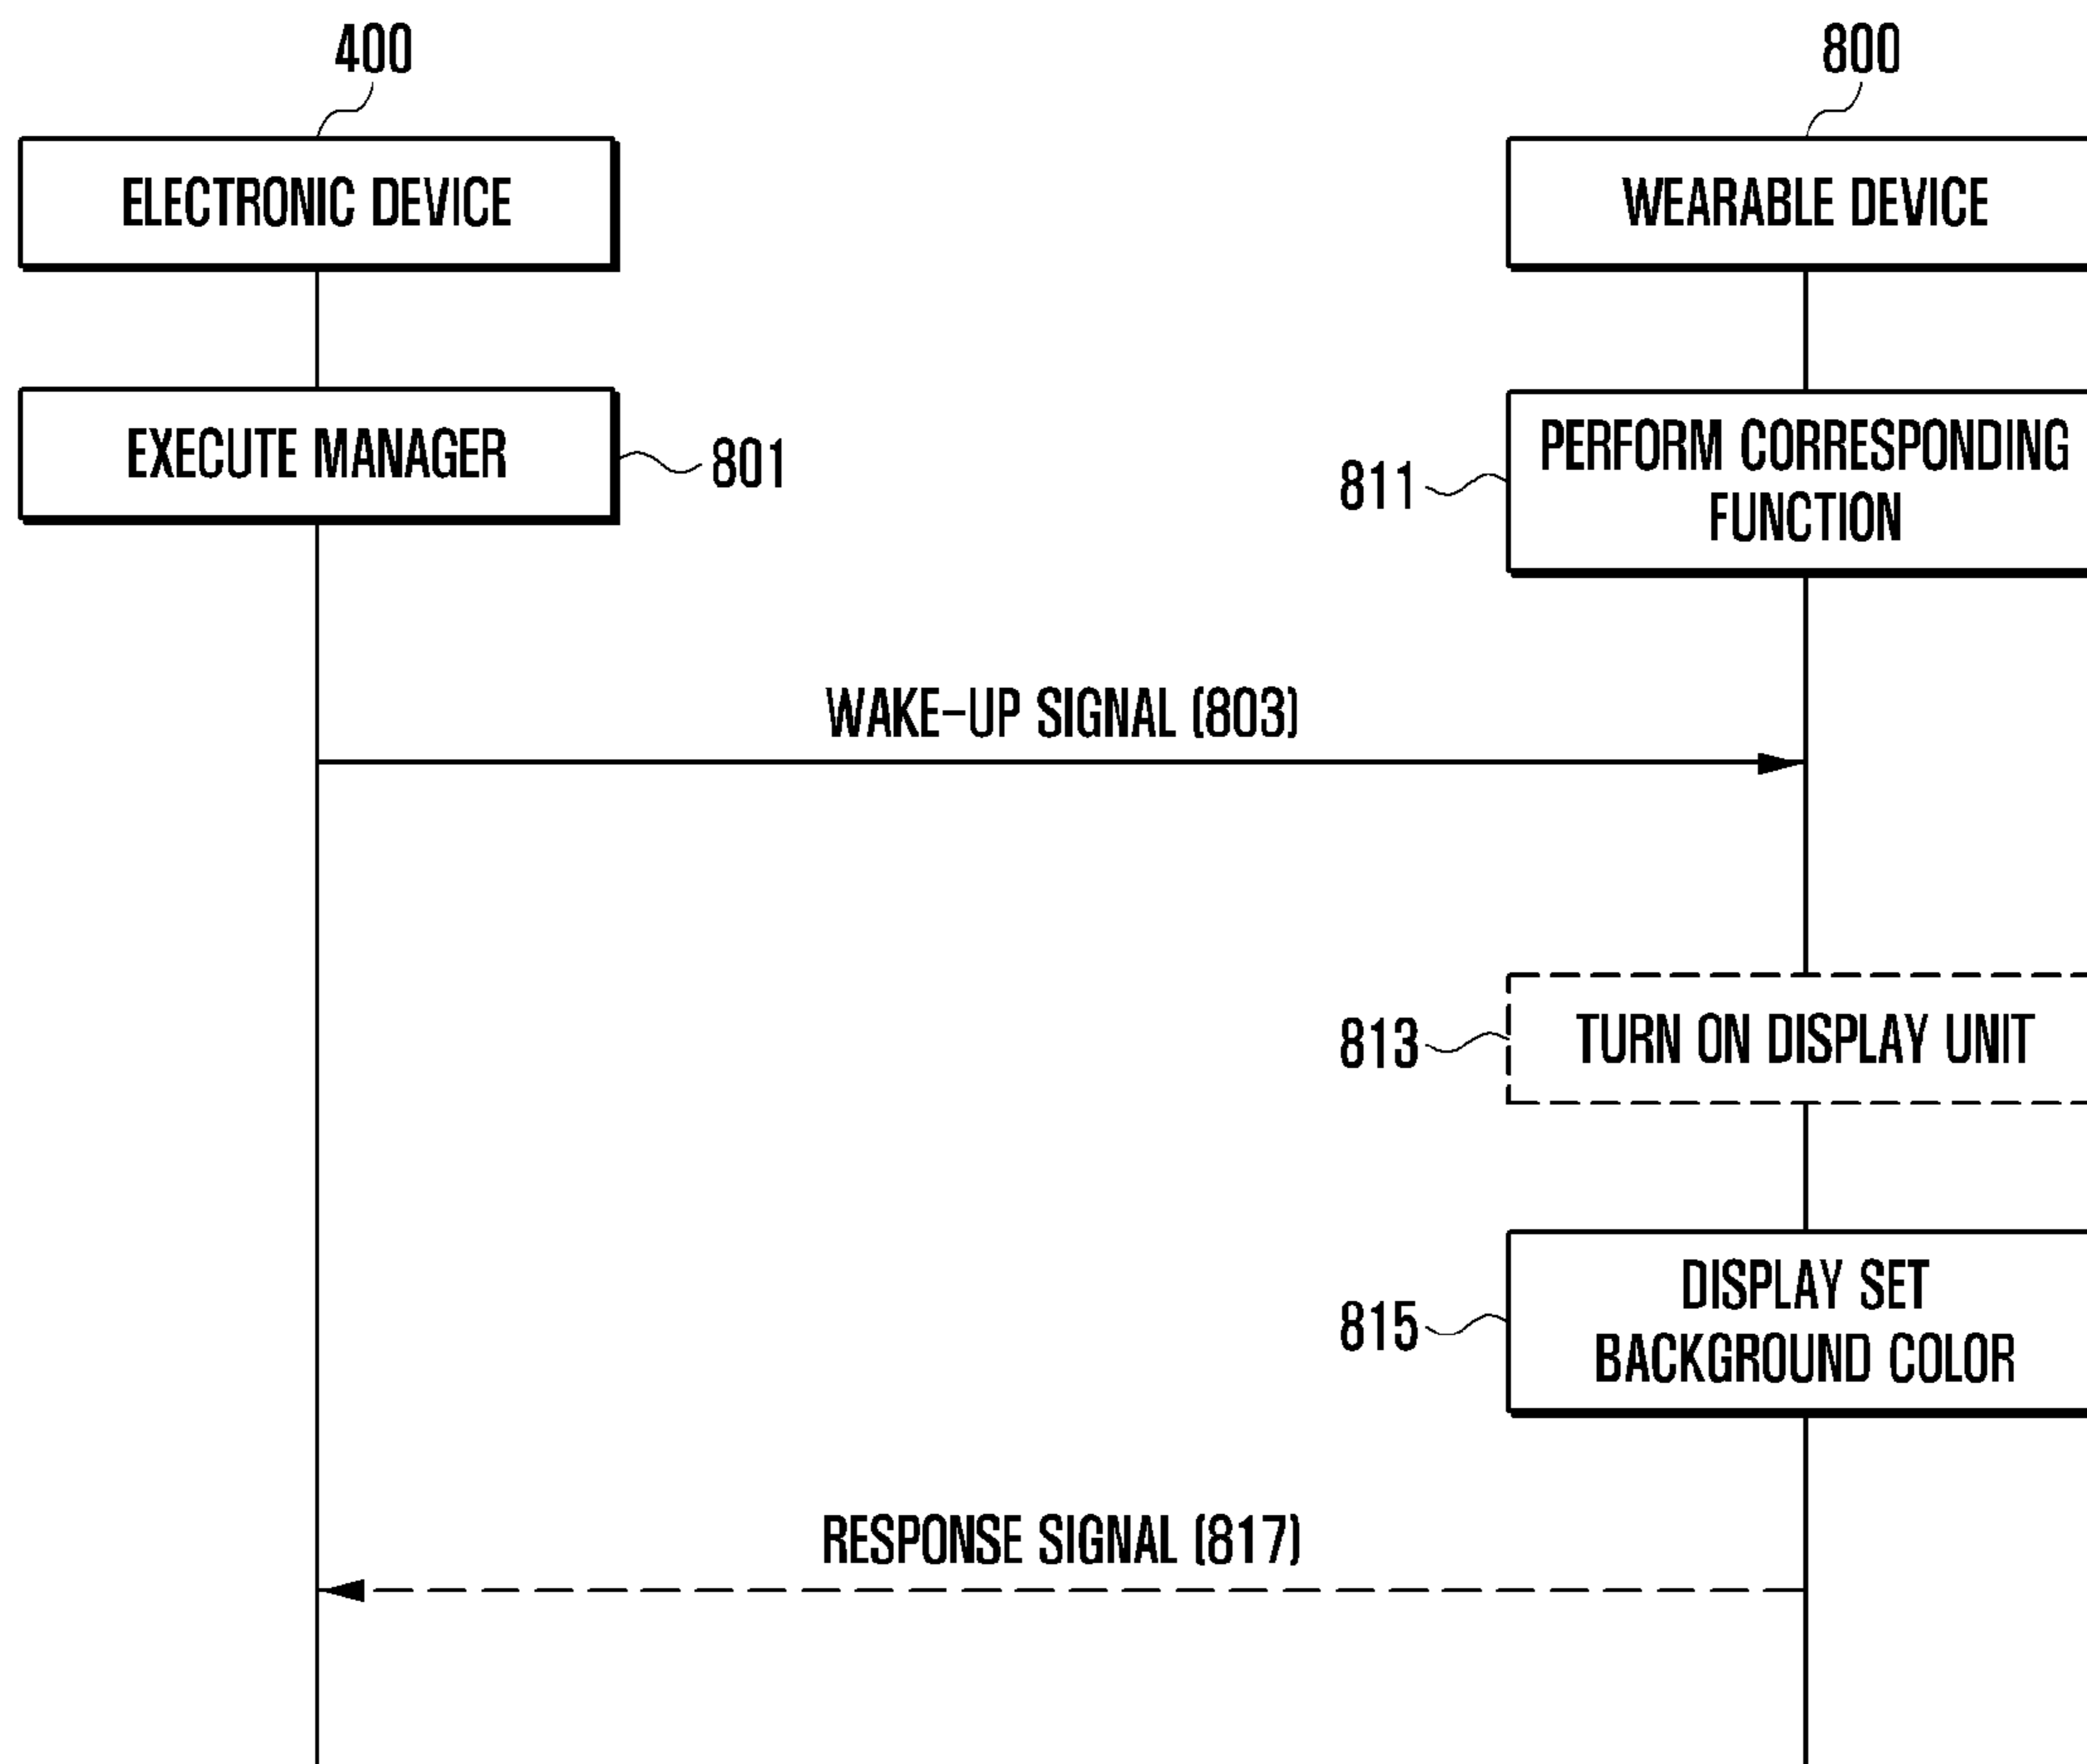 400
800
ELECTRONIC DEVICE
WEARABLE DEVICE
EXECUTE MANAGER
801
811
PERFORM CORRESPONDING
FUNCTION
WAKE-UP SIGNAL (803)
813
TURN ON DISPLAY UNIT
815
DISPLAY SET
BACKGROUND COLOR
RESPONSE SIGNAL (817)